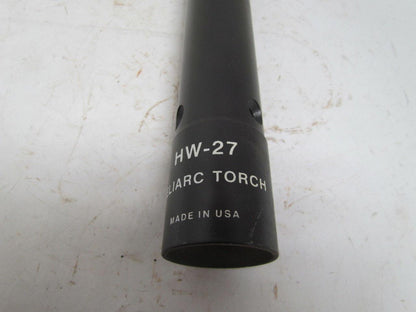 HW-27
LIARC TORCH
MADE IN USA